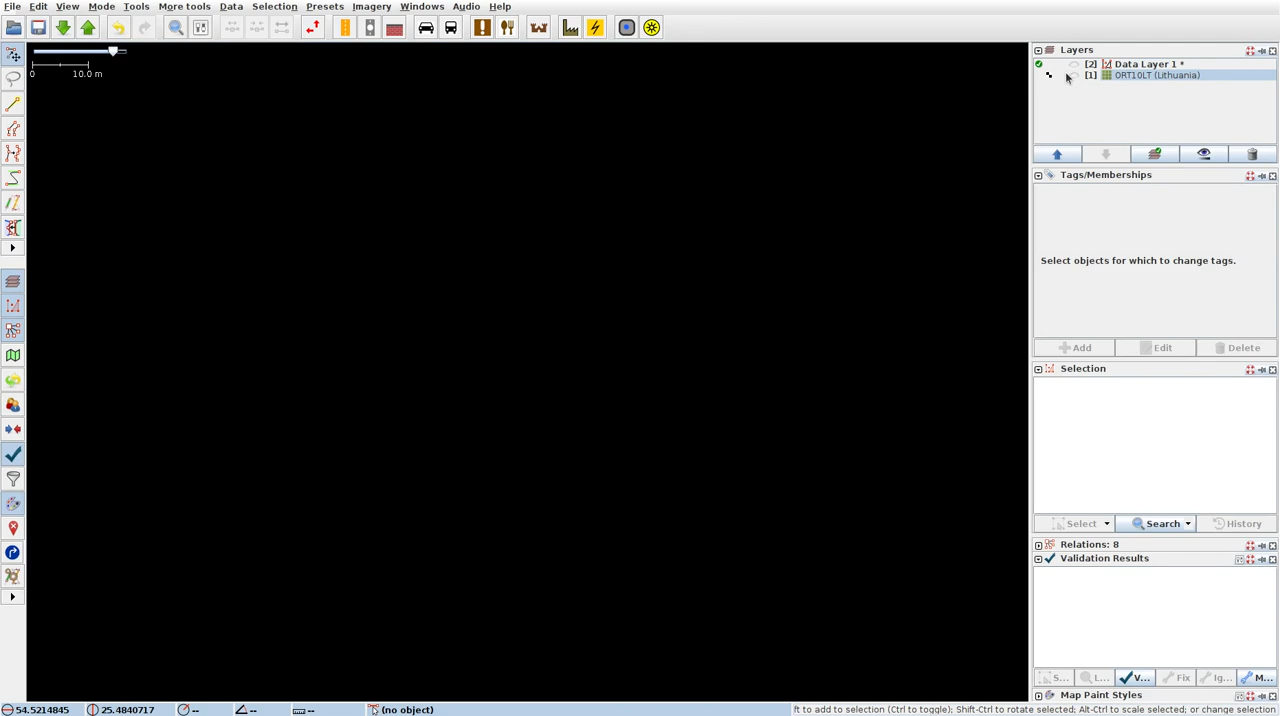 File Edit View Mode Tools More tools Data Selection Presets Imagery Windows Audio Help
0 10.0 m
Layers
[2] Data Layer 1 *
[1] ORT10LT (Lithuania)
Tags/Memberships
Select objects for which to change tags.
Add Edit Delete
Selection
Select Search History
Relations: 8
Validation Results
S... L... V... Fix Ig... M...
Map Paint Styles
54.5214845 25.4840717 -- -- -- (no object) ft to add to selection (Ctrl to toggle); Shift-Ctrl to rotate selected; Alt-Ctrl to scale selected; or change selection